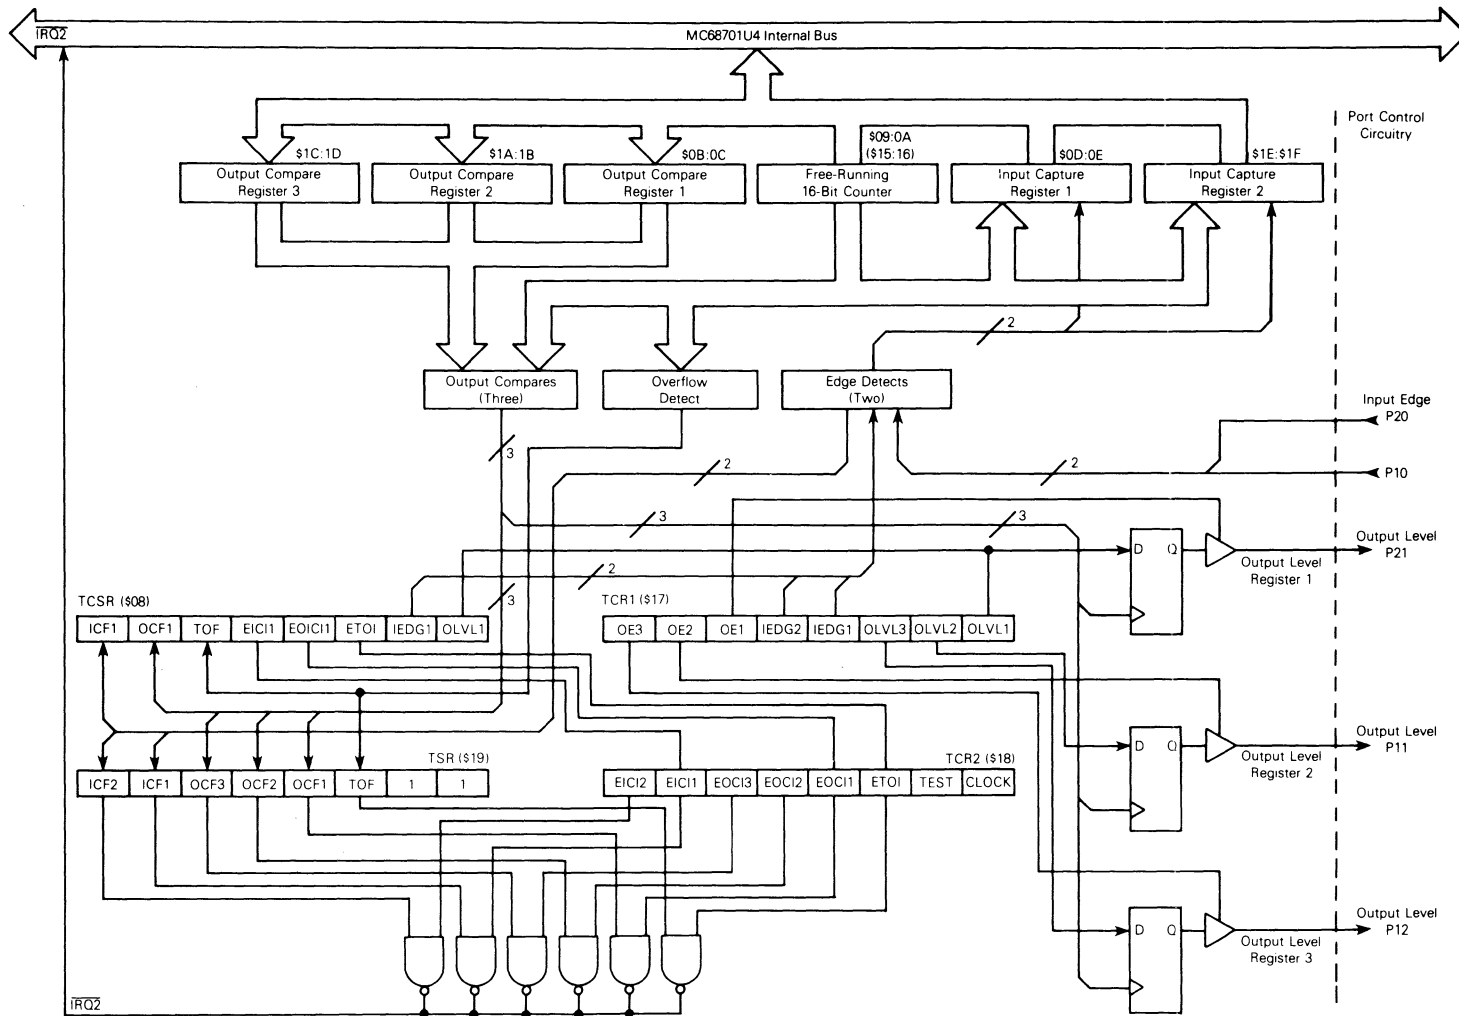 IRQ2
MC68701U4 Internal Bus
Port Control
Circuitry
$1C:1D
$1A:1B
$0B:0C
$09:0A
($15:16)
$0D:0E
$1E:$1F
Output Compare
Register 3
Output Compare
Register 2
Output Compare
Register 1
Free-Running
16-Bit Counter
Input Capture
Register 1
Input Capture
Register 2
2
Output Compares
(Three)
Overflow
Detect
Edge Detects
(Two)
Input Edge
P20
3
2
2
P10
3
3
D Q
Output Level
P21
Output Level
Register 1
2
3
TCSR ($08)
ICF1 OCF1 TOF EICI1 EOICI1 ETOI IEDG1 OLVL1
TCR1 ($17)
OE3 OE2 OE1 IEDG2 IEDG1 OLVL3 OLVL2 OLVL1
D Q
Output Level
P11
Output Level
Register 2
TSR ($19)
ICF2 ICF1 OCF3 OCF2 OCF1 TOF 1 1
TCR2 ($18)
EICI2 EICI1 EOCI3 EOCI2 EOCI1 ETOI TEST CLOCK
D Q
Output Level
P12
Output Level
Register 3
IRQ2